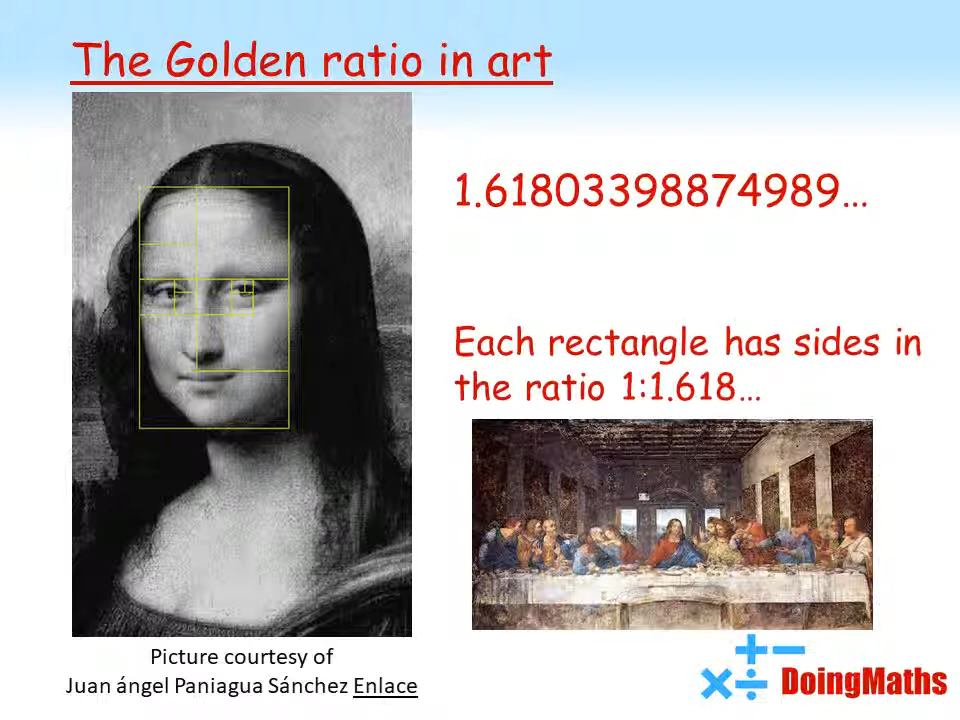 The Golden ratio in art
1.61803398874989…
Each rectangle has sides in
the ratio 1:1.618…
Picture courtesy of
Juan ángel Paniagua Sánchez Enlace
DoingMaths